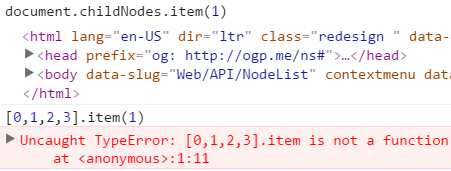 document.childNodes.item(1)
<html lang="en-US" dir="ltr" class="redesign " data-
<head prefix="og: http://ogp.me/ns#">…</head>
<body data-slug="Web/API/NodeList" contextmenu dat
</html>
[0,1,2,3].item(1)
Uncaught TypeError: [0,1,2,3].item is not a function
at <anonymous>:1:11